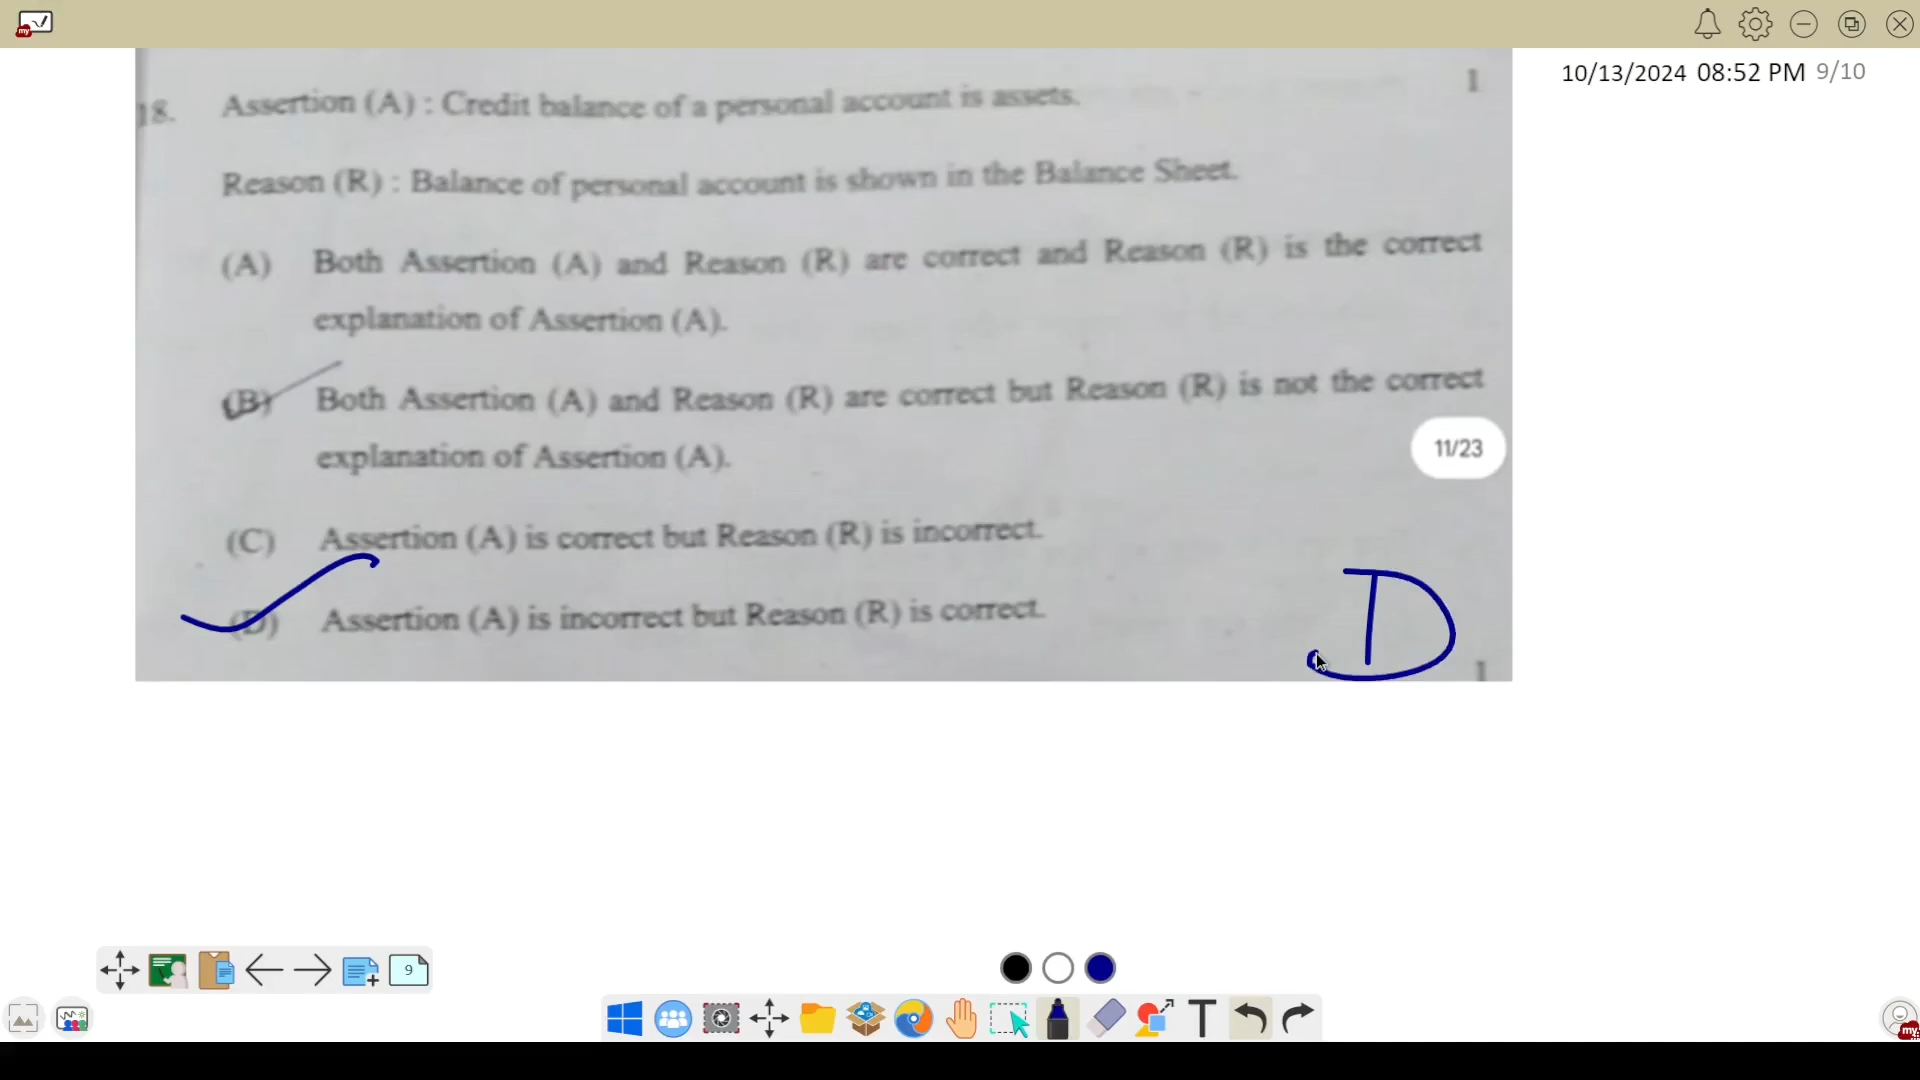 my
10/13/2024 08:52 PM 9/10
18. Assertion (A) : Credit balance of a personal account is assets. 1
Reason (R) : Balance of personal account is shown in the Balance Sheet.
(A) Both Assertion (A) and Reason (R) are correct and Reason (R) is the correct
explanation of Assertion (A).
(B) Both Assertion (A) and Reason (R) are correct but Reason (R) is not the correct
explanation of Assertion (A).
11/23
(C) Assertion (A) is correct but Reason (R) is incorrect.
(D) Assertion (A) is incorrect but Reason (R) is correct.
D
1
9
T
my